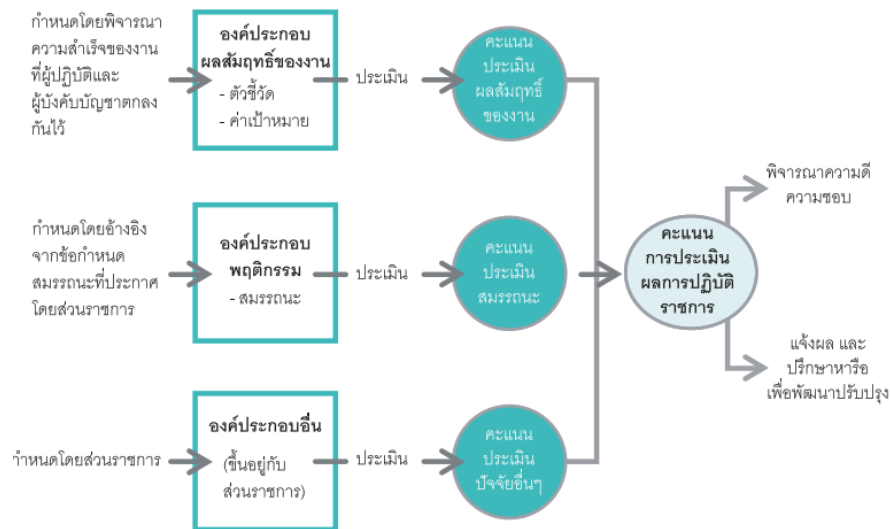 กำหนดโดยพิจารณา
ความสำเร็จของงาน
ที่ผู้ปฏิบัติและ
ผู้บังคับบัญชาตกลง
กันไว้
องค์ประกอบ
ผลสัมฤทธิ์ของงาน
- ตัวชี้วัด
- ค่าเป้าหมาย
ประเมิน
คะแนน
ประเมิน
ผลสัมฤทธิ์
ของงาน
กำหนดโดยอ้างอิง
จากข้อกำหนด
สมรรถนะที่ประกาศ
โดยส่วนราชการ
องค์ประกอบ
พฤติกรรม
- สมรรถนะ
ประเมิน
คะแนน
ประเมิน
สมรรถนะ
กำหนดโดยส่วนราชการ
องค์ประกอบอื่น
(ขึ้นอยู่กับ
ส่วนราชการ)
ประเมิน
คะแนน
ประเมิน
ปัจจัยอื่นๆ
คะแนน
การประเมิน
ผลการปฏิบัติ
ราชการ
พิจารณาความดี
ความชอบ
แจ้งผล และ
ปรึกษาหารือ
เพื่อพัฒนาปรับปรุง